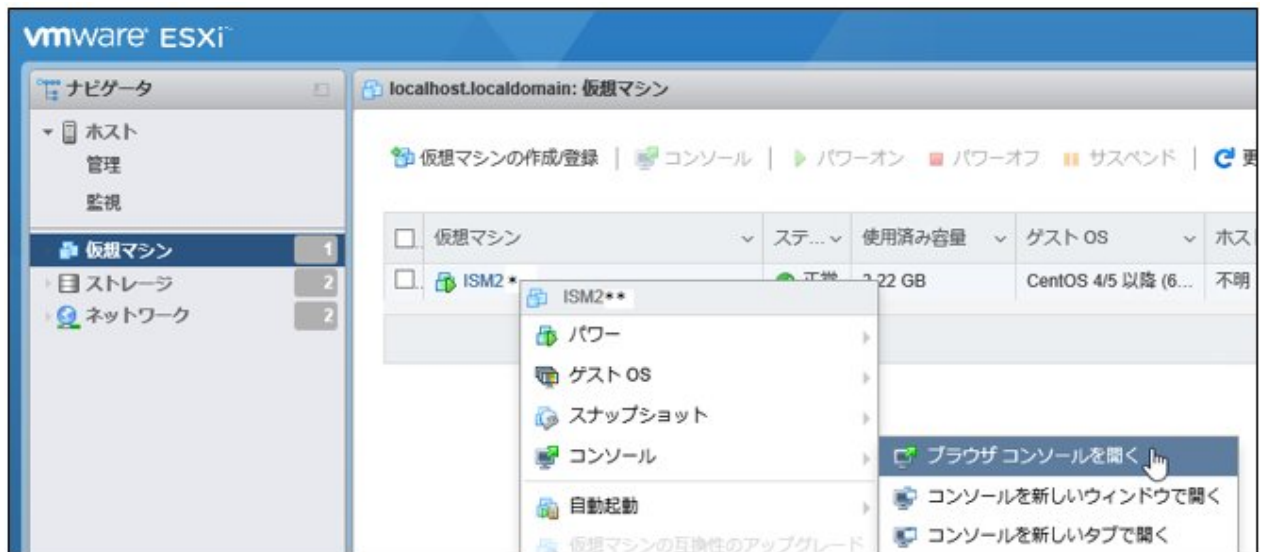 vmware ESXi™
ナビゲータ
localhost.localdomain: 仮想マシン
ホスト
管理
監視
仮想マシン 1
ストレージ 2
ネットワーク 2
仮想マシンの作成/登録 | コンソール | パワーオン パワーオフ サスペンド | 更
仮想マシン ステ... 使用済み容量 ゲスト OS ホス
ISM2 * 正常 2.22 GB CentOS 4/5 以降 (6... 不明
ISM2**
パワー
ゲスト OS
スナップショット
コンソール
自動起動
仮想マシンの互換性のアップグレード
ブラウザ コンソールを開く
コンソールを新しいウィンドウで開く
コンソールを新しいタブで開く